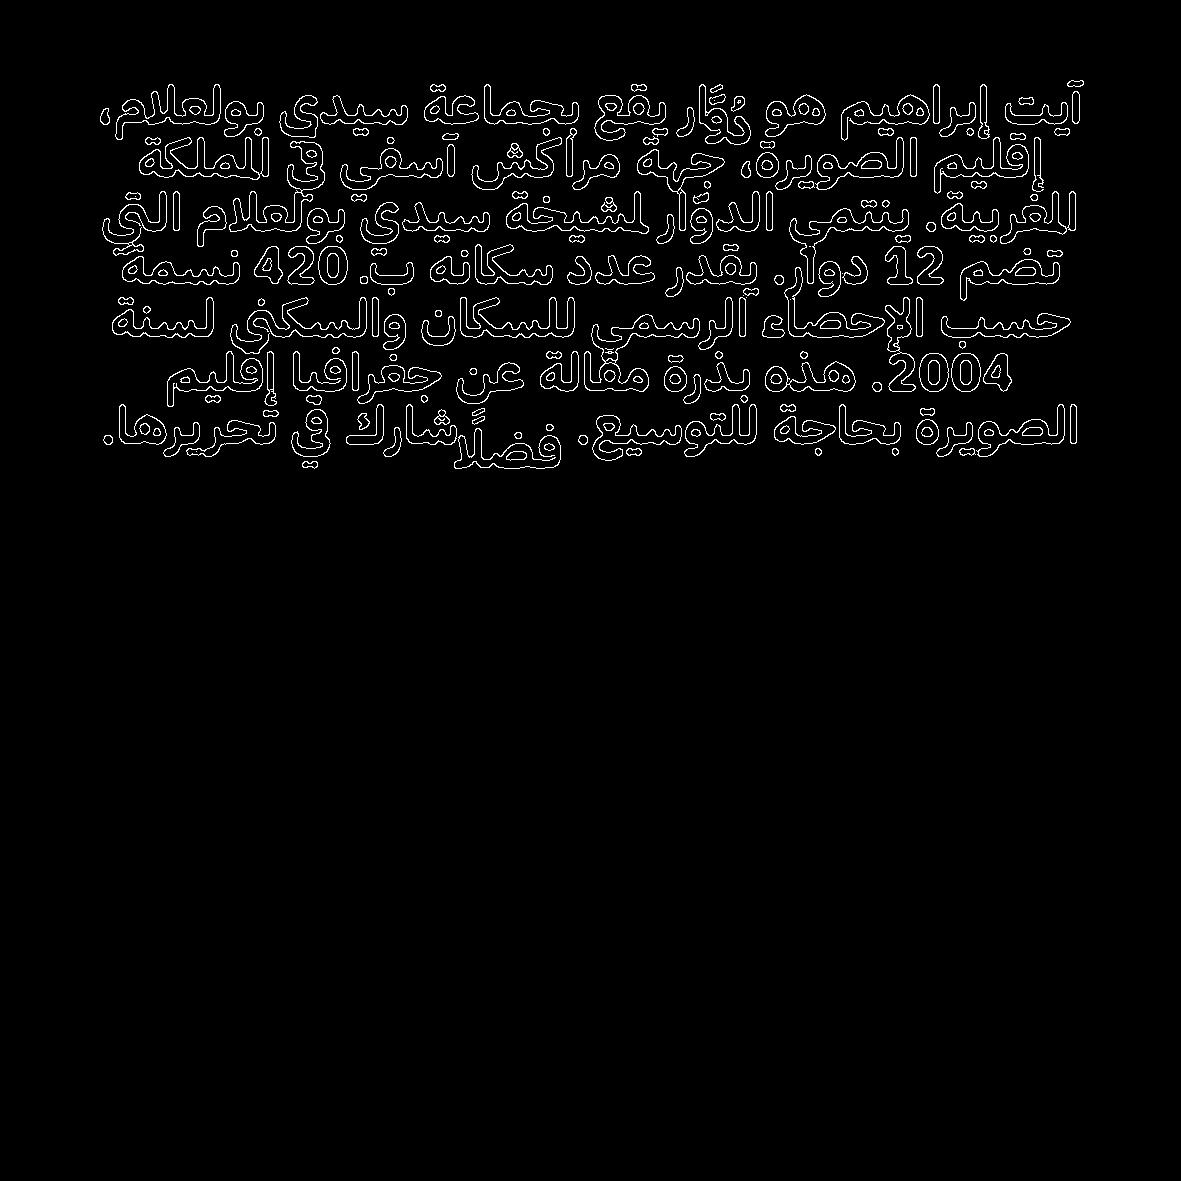 آيت إبراهيم هو دُوَّار يقع بجماعة سيدي بولعلام،
إقليم الصويرة، جهة مراكش آسفي في المملكة
المغربية. ينتمي الدوَّار لمشيخة سيدي بولعلام التي
تضم 12 دوار. يقدر عدد سكانه ب. 420 نسمة
حسب الإحصاء الرسمي للسكان والسكنى لسنة
2004. هذه بذرة مقالة عن جغرافيا إقليم
الصويرة بحاجة للتوسيع. فضلًا شارك في تحريرها.